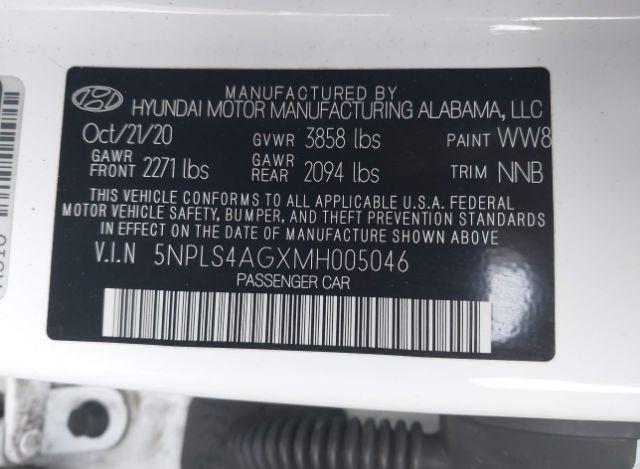 MANUFACTURED BY
HYUNDAI MOTOR MANUFACTURING ALABAMA, LLC
Oct/21/20 GVWR 3858 lbs PAINT WW8
GAWR FRONT 2271 lbs GAWR REAR 2094 lbs TRIM NNB
THIS VEHICLE CONFORMS TO ALL APPLICABLE U.S.A. FEDERAL
MOTOR VEHICLE SAFETY, BUMPER, AND THEFT PREVENTION STANDARDS
IN EFFECT ON THE DATE OF MANUFACTURE SHOWN ABOVE
V.I.N 5NPLS4AGXMH005046
PASSENGER CAR